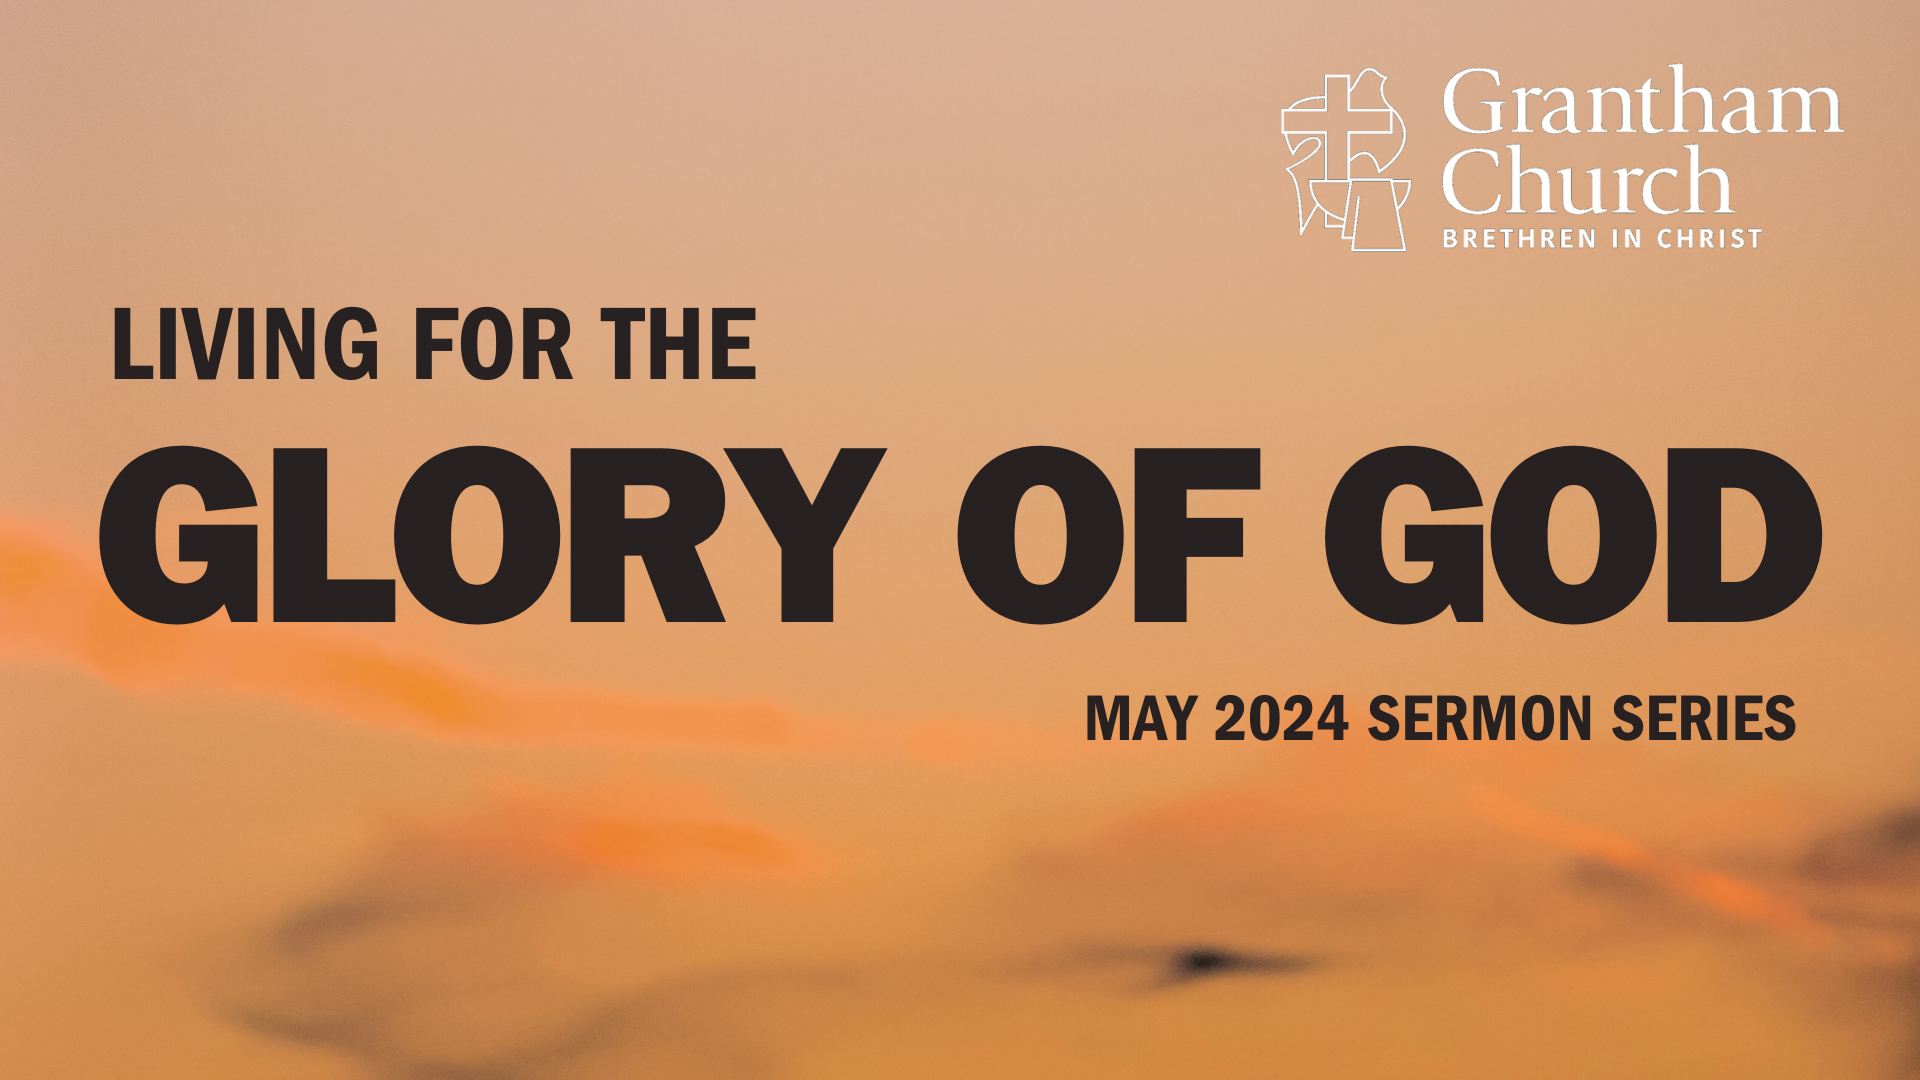 Grantham
Church
BRETHREN IN CHRIST
LIVING FOR THE
GLORY OF GOD
MAY 2024 SERMON SERIES